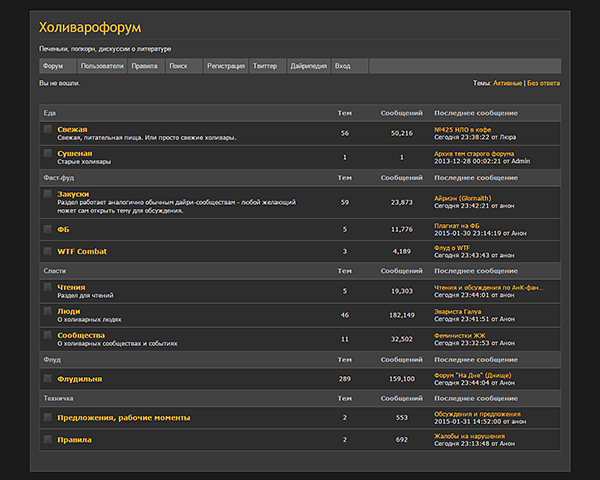 Холиварофорум
Печеньки, попкорн, дискуссии о литературе
Форум Пользователи Правила Поиск Регистрация Твиттер Дайрипедия Вход
Вы не вошли. Темы: Активные | Без ответа
Еда Тем Сообщений Последнее сообщение
Свежая 56 50,216 №425 НЛО в кофе
Свежая, питательная пища. Или просто свежие холивары. Сегодня 23:38:22 от Люра
Сушеная 1 1 Архив тем старого форума
Старые холивары 2013-12-28 00:02:21 от Admin
Фаст-фуд Тем Сообщений Последнее сообщение
Закуски 59 23,873 Айриэн (Glornaith)
Раздел работает аналогично обычным дайри-сообществам - любой желающий Сегодня 23:42:21 от анон
может сам открыть тему для обсуждения.
ФБ 5 11,776 Плагиат на ФБ
2015-01-30 23:14:19 от Анон
WTF Combat 3 4,189 Флуд о WTF
Сегодня 23:43:43 от анон
Сласти Тем Сообщений Последнее сообщение
Чтения 5 19,303 Чтения и обсуждения по АнК-фан...
Раздел для чтений Сегодня 23:44:01 от анон
Люди 46 182,149 Эвариста Галуа
О холиварных людях Сегодня 23:41:51 от Анон
Сообщества 11 32,502 Феминистки ЖЖ
О холиварных сообществах и событиях Сегодня 23:32:53 от Анон
Флуд Тем Сообщений Последнее сообщение
Флудильня 289 159,100 Форум "На Дне" (Днище)
Сегодня 23:44:04 от Анон
Техничка Тем Сообщений Последнее сообщение
Предложения, рабочие моменты 2 553 Обсуждения и предложения
2015-01-31 14:52:00 от анон
Правила 2 692 Жалобы на нарушения
Сегодня 23:13:48 от Анон